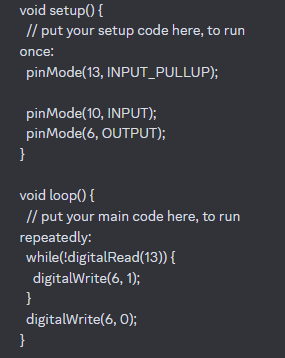 void setup() {
// put your setup code here, to run
once:
pinMode(13, INPUT_PULLUP);
pinMode(10, INPUT);
pinMode(6, OUTPUT);
}
void loop() {
// put your main code here, to run
repeatedly:
while(!digitalRead(13)) {
digitalWrite(6, 1);
}
digitalWrite(6, 0);
}